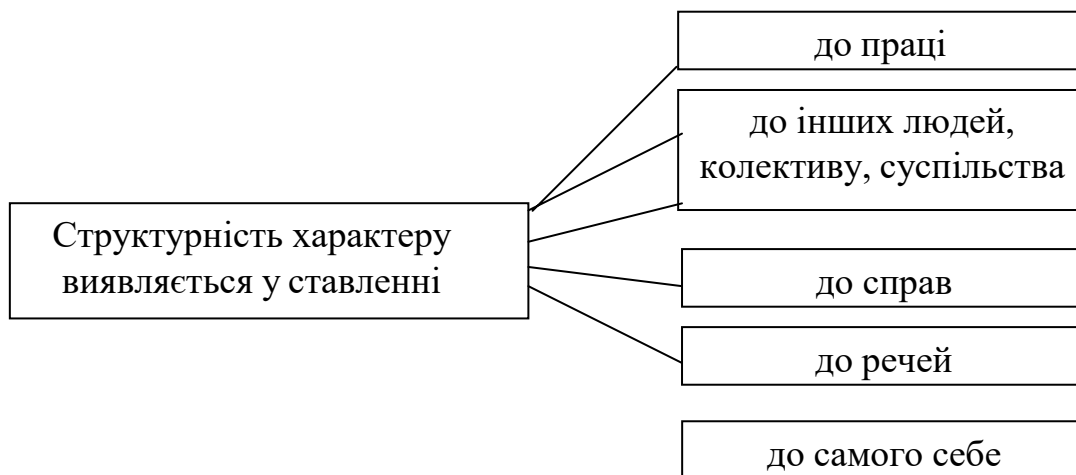 до праці
до інших людей,
колективу, суспільства
Структурність характеру
виявляється у ставленні
до справ
до речей
до самого себе